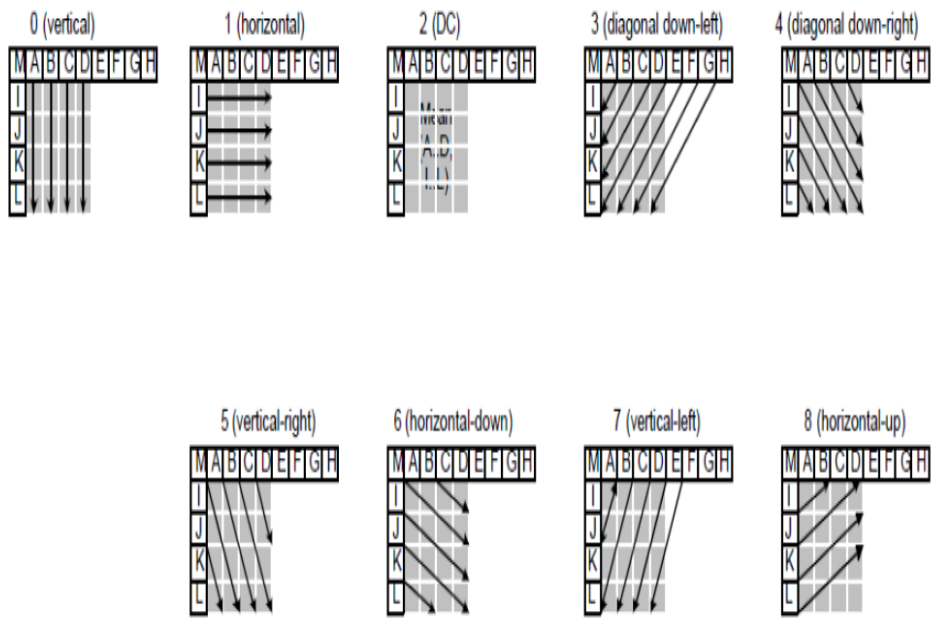 0 (vertical)
1 (horizontal)
2 (DC)
3 (diagonal down-left)
4 (diagonal down-right)
M A B C D E F G H
M A B C D E F G H
M A B C D E F G H
M A B C D E F G H
M A B C D E F G H
I
I
I
I
I
J
J
J
J
J
K
K
K
K
K
L
L
L
L
L
Mean
(A..D,
I..L)
5 (vertical-right)
6 (horizontal-down)
7 (vertical-left)
8 (horizontal-up)
M A B C D E F G H
M A B C D E F G H
M A B C D E F G H
M A B C D E F G H
I
I
I
I
J
J
J
J
K
K
K
K
L
L
L
L